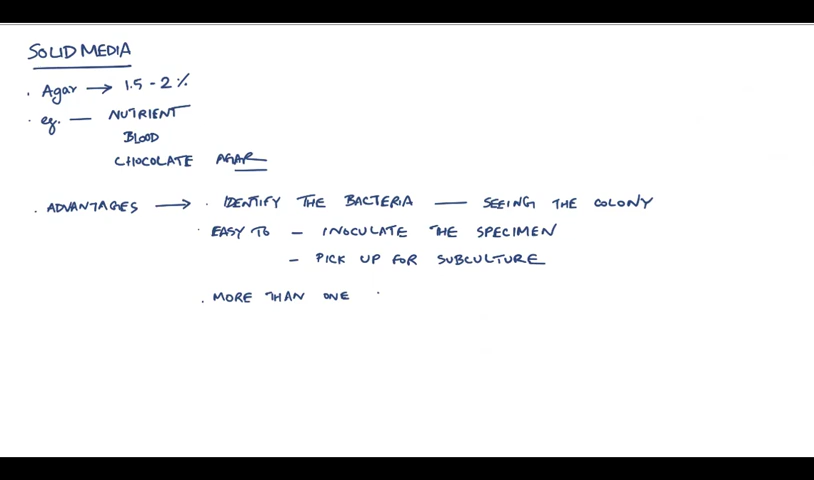 SOLID MEDIA
. Agar → 1.5 - 2 %
. eg. — NUTRIENT
BLOOD
CHOCOLATE AGAR
. ADVANTAGES → . IDENTIFY THE BACTERIA — SEEING THE COLONY
. EASY TO - INOCULATE THE SPECIMEN
- PICK UP FOR SUBCULTURE
. MORE THAN ONE